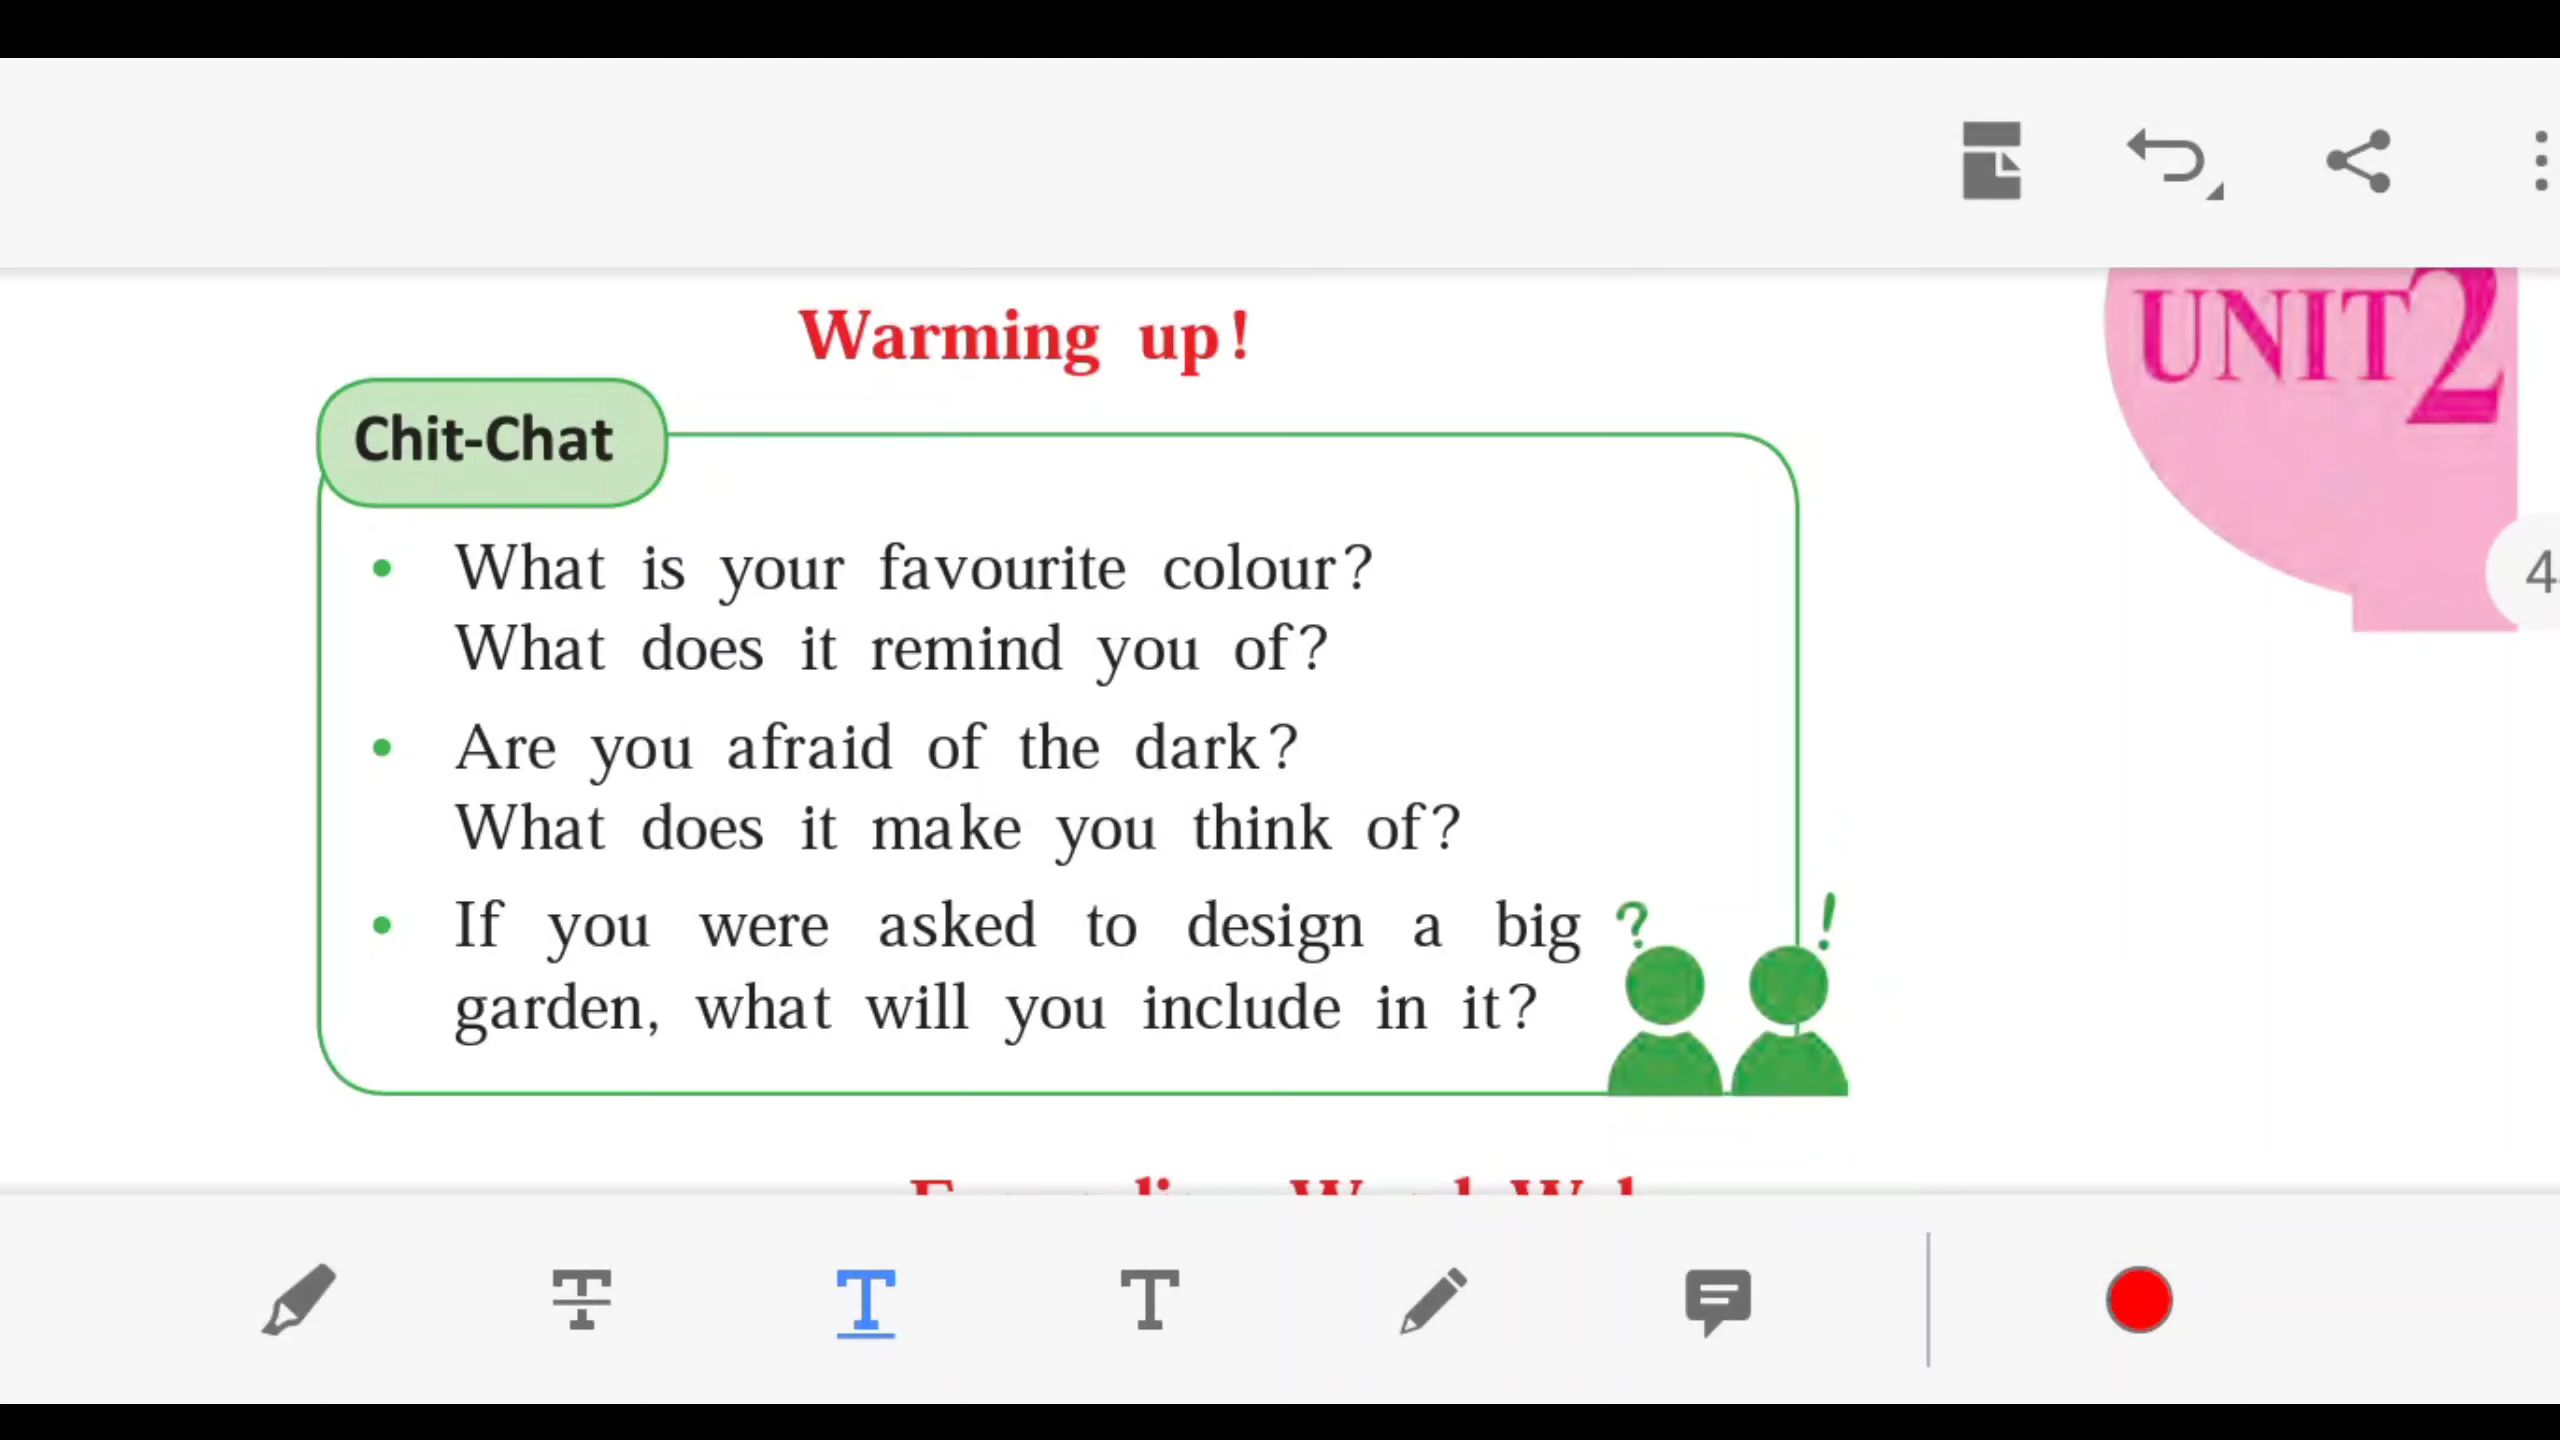 UNIT 2
Warming up!
Chit-Chat
• What is your favourite colour?
What does it remind you of?
4
• Are you afraid of the dark?
What does it make you think of?
• If you were asked to design a big
garden, what will you include in it?
? !